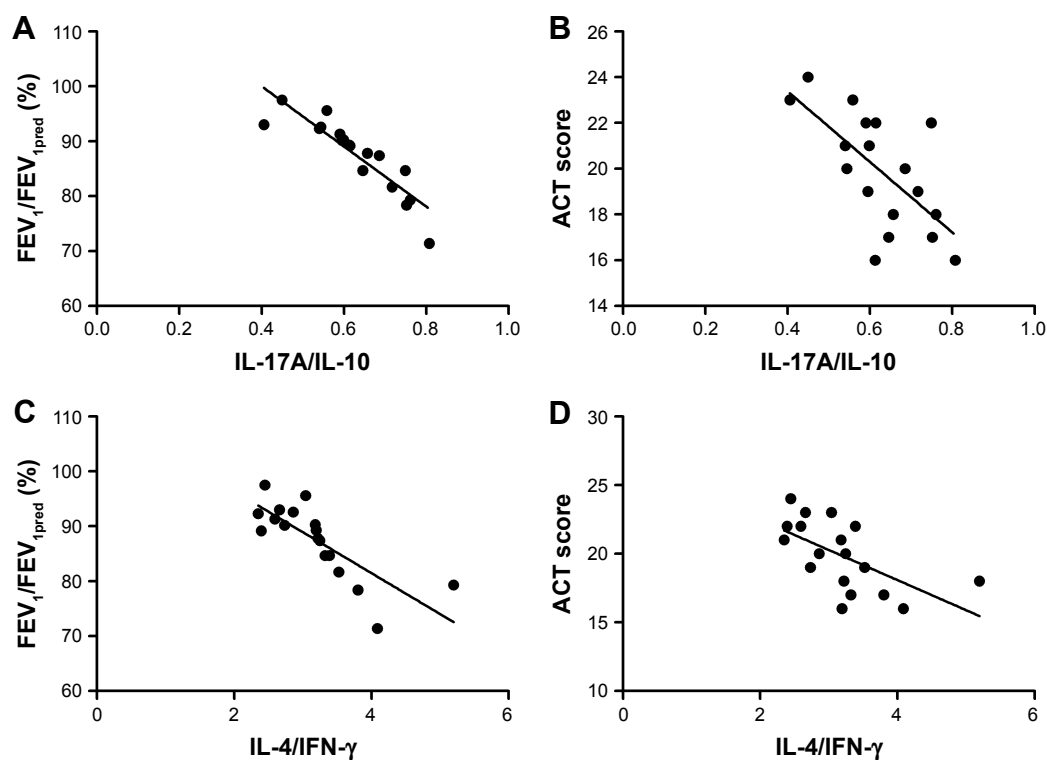 A
FEV₁/FEV₁pred (%)
110
100
90
80
70
60
0.0 0.2 0.4 0.6 0.8 1.0
IL-17A/IL-10
B
ACT score
26
24
22
20
18
16
14
0.0 0.2 0.4 0.6 0.8 1.0
IL-17A/IL-10
C
FEV₁/FEV₁pred (%)
110
100
90
80
70
60
0 2 4 6
IL-4/IFN-γ
D
ACT score
30
25
20
15
10
0 2 4 6
IL-4/IFN-γ